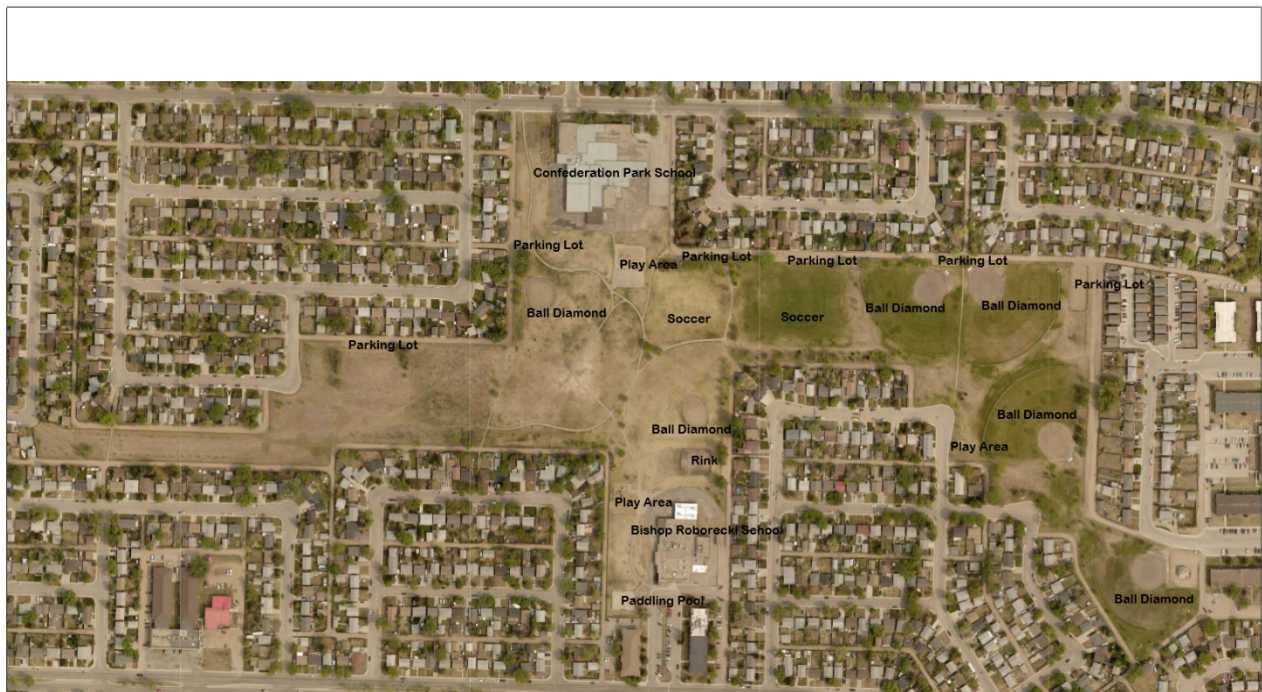 Confederation Park School
Parking Lot
Play Area
Parking Lot
Parking Lot
Parking Lot
Parking Lot
Ball Diamond
Soccer
Soccer
Ball Diamond
Ball Diamond
Parking Lot
Ball Diamond
Ball Diamond
Play Area
Rink
Play Area
Bishop Roborecki School
Paddling Pool
Ball Diamond